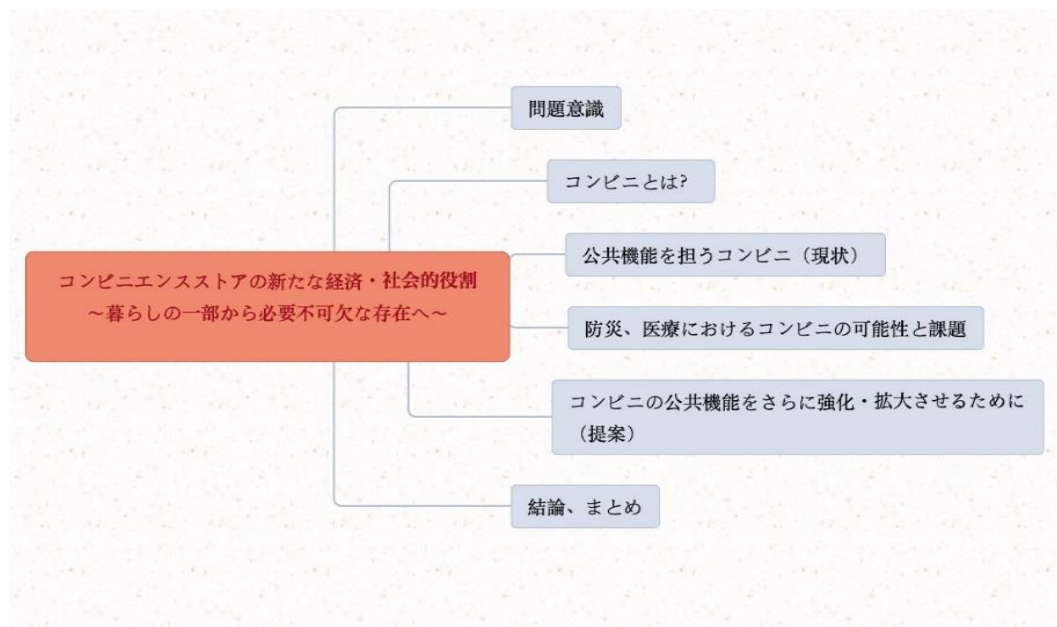 問題意識
コンビニとは?
コンビニエンスストアの新たな経済・社会的役割
～暮らしの一部から必要不可欠な存在へ～
公共機能を担うコンビニ（現状）
防災、医療におけるコンビニの可能性と課題
コンビニの公共機能をさらに強化・拡大させるために
（提案）
結論、まとめ